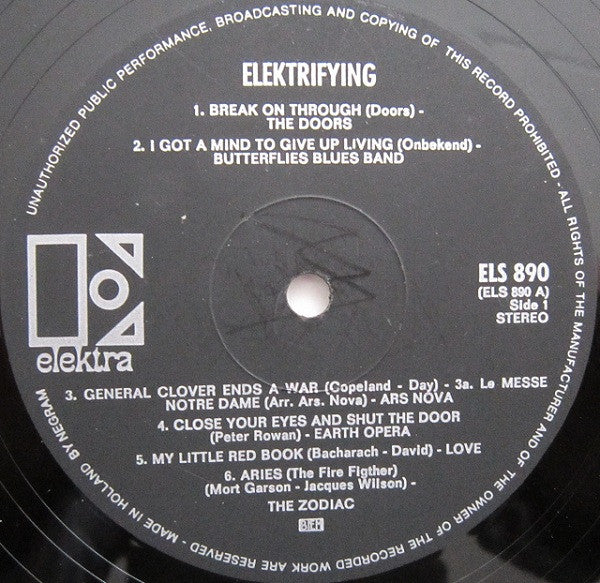 UNAUTHORIZED PUBLIC PERFORMANCE, BROADCASTING AND COPYING OF THIS RECORD PROHIBITED - ALL RIGHTS OF THE MANUFACTURER AND OF THE OWNER OF THE RECORDED WORK ARE RESERVED - MADE IN HOLLAND BY NEGRAM
ELEKTRIFYING
1. BREAK ON THROUGH (Doors) -
THE DOORS
2. I GOT A MIND TO GIVE UP LIVING (Onbekend) -
BUTTERFLIES BLUES BAND
elektra
ELS 890
(ELS 890 A)
Side 1
STEREO
3. GENERAL CLOVER ENDS A WAR (Copeland - Day) - 3a. Le MESSE
NOTRE DAME (Arr. Ars. Nova) - ARS NOVA
4. CLOSE YOUR EYES AND SHUT THE DOOR
(Peter Rowan) - EARTH OPERA
5. MY LITTLE RED BOOK (Bacharach - David) - LOVE
6. ARIES (The Fire Figther)
(Mort Garson - Jacques Wilson) -
THE ZODIAC